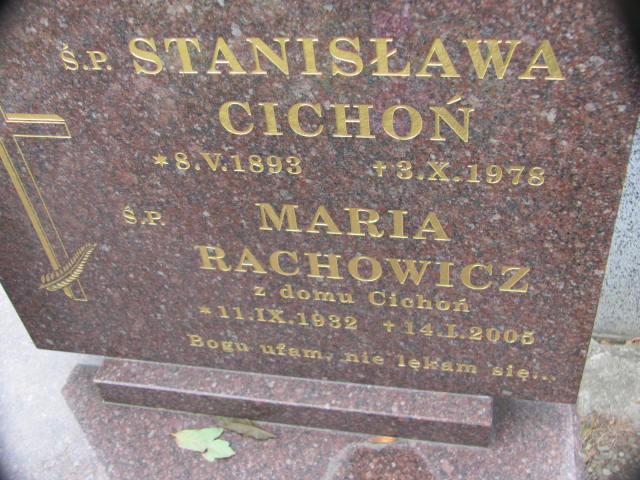 Ś.P. STANISŁAWA
CICHOŃ
* 8.V.1893 ✝ 3.X.1978
Ś.P. MARIA
RACHOWICZ
z domu Cichoń
* 11.IX.1932 ✝ 14.I.2005
Bogu ufam, nie lękam się...